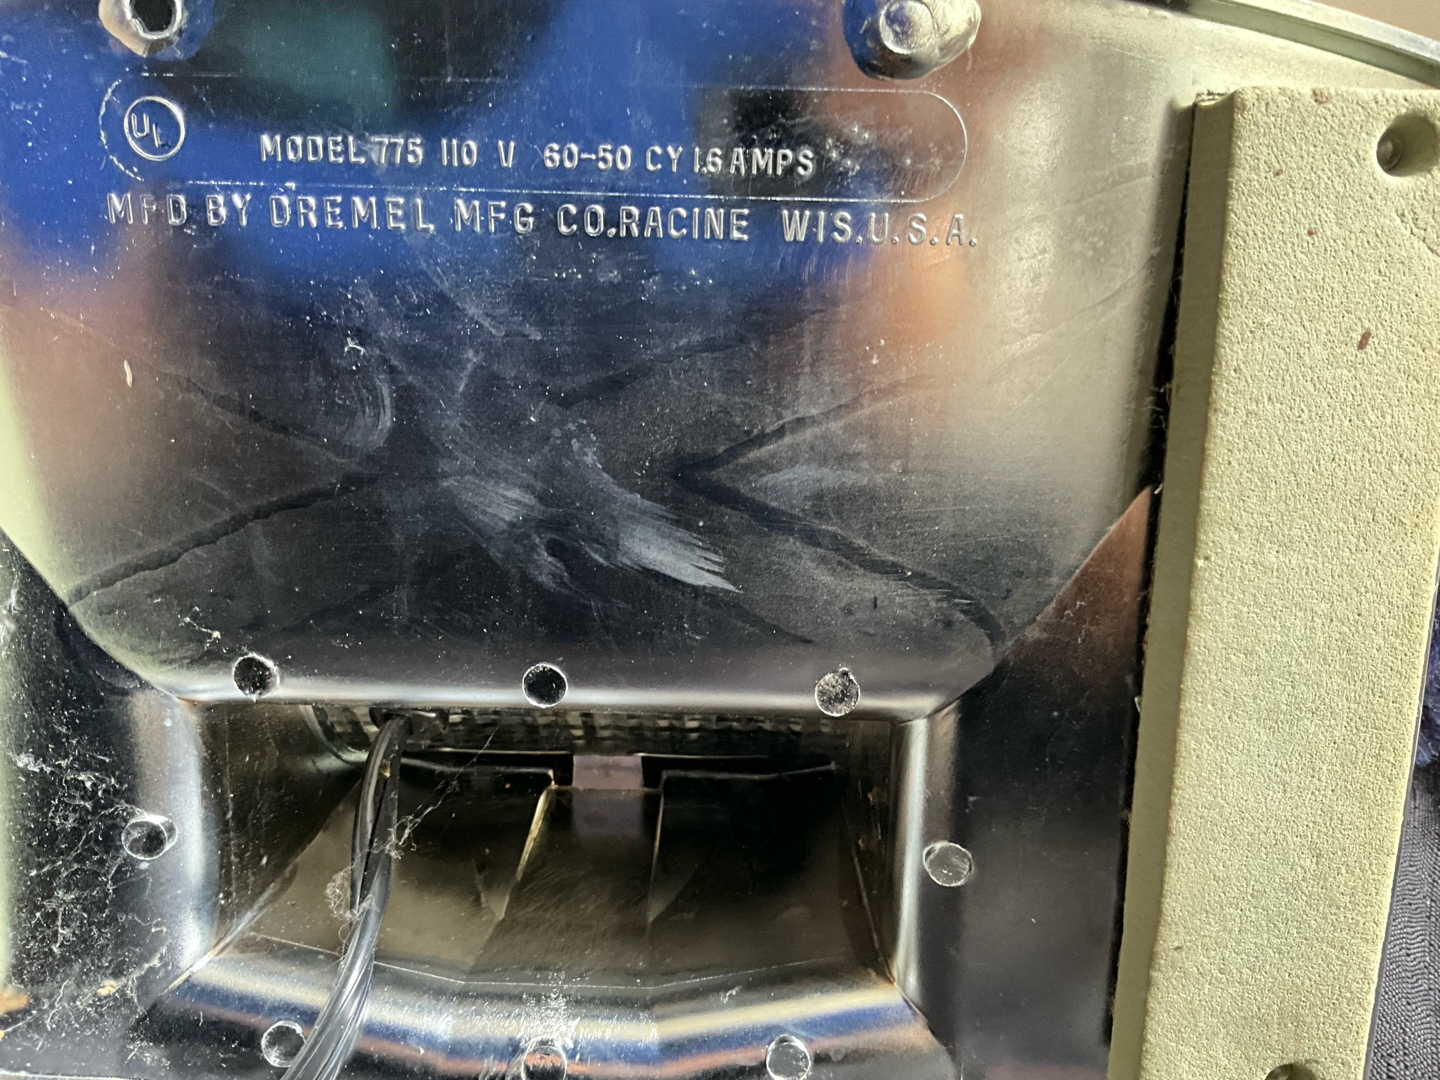 UL
MODEL 775 110 V 60-50 CY 1.6 AMPS
MFD BY DREMEL MFG CO. RACINE WIS. U.S.A.